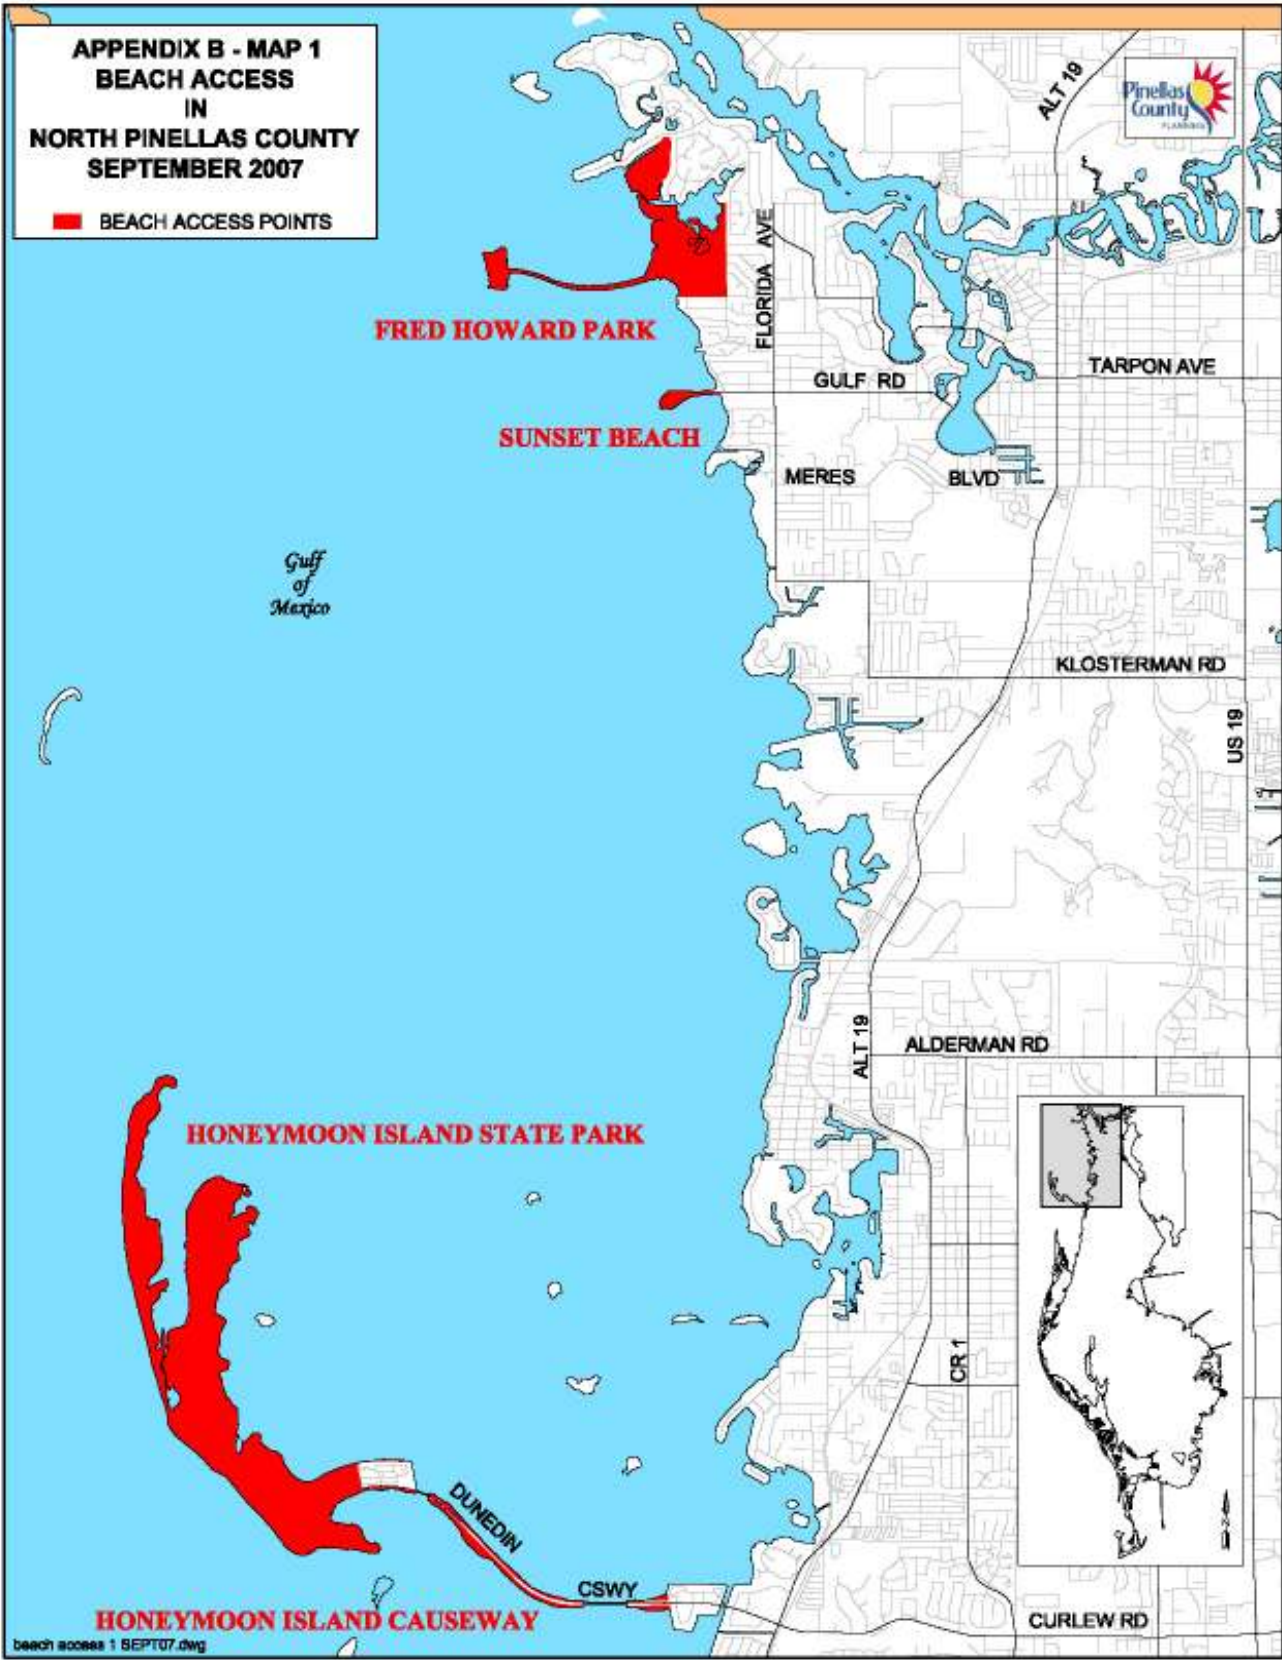 APPENDIX B - MAP 1
BEACH ACCESS
IN
NORTH PINELLAS COUNTY
SEPTEMBER 2007
BEACH ACCESS POINTS
ALT 19
Pinellas
County
PLANNING
FLORIDA AVE
FRED HOWARD PARK
GULF RD
TARPON AVE
SUNSET BEACH
MERES BLVD
Gulf
of
Mexico
KLOSTERMAN RD
US 19
ALT 19
ALDERMAN RD
HONEYMOON ISLAND STATE PARK
CR 1
DUNEDIN
CSWY
HONEYMOON ISLAND CAUSEWAY
CURLEW RD
beach access 1 SEPT07.dwg